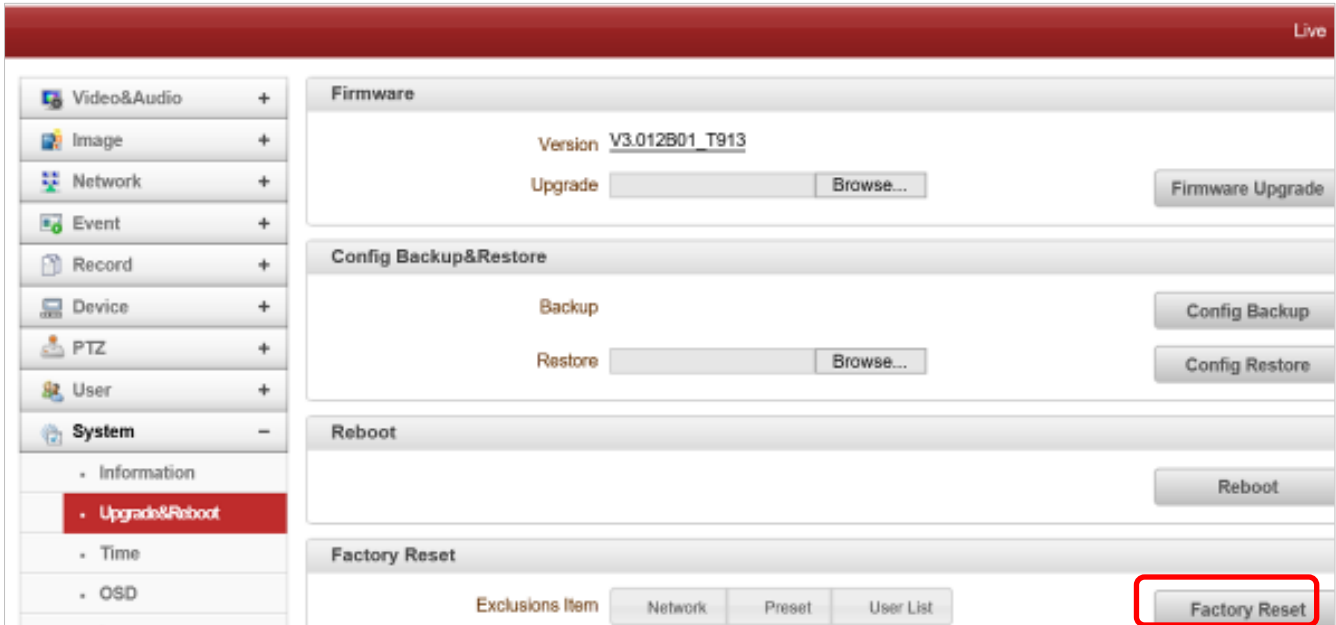 Live
Video&Audio +
Image +
Network +
Event +
Record +
Device +
PTZ +
User +
System −
Information
Upgrade&Reboot
Time
OSD
Firmware
Version V3.012B01_T913
Upgrade Browse... Firmware Upgrade
Config Backup&Restore
Backup Config Backup
Restore Browse... Config Restore
Reboot
Reboot
Factory Reset
Exclusions Item Network Preset User List Factory Reset